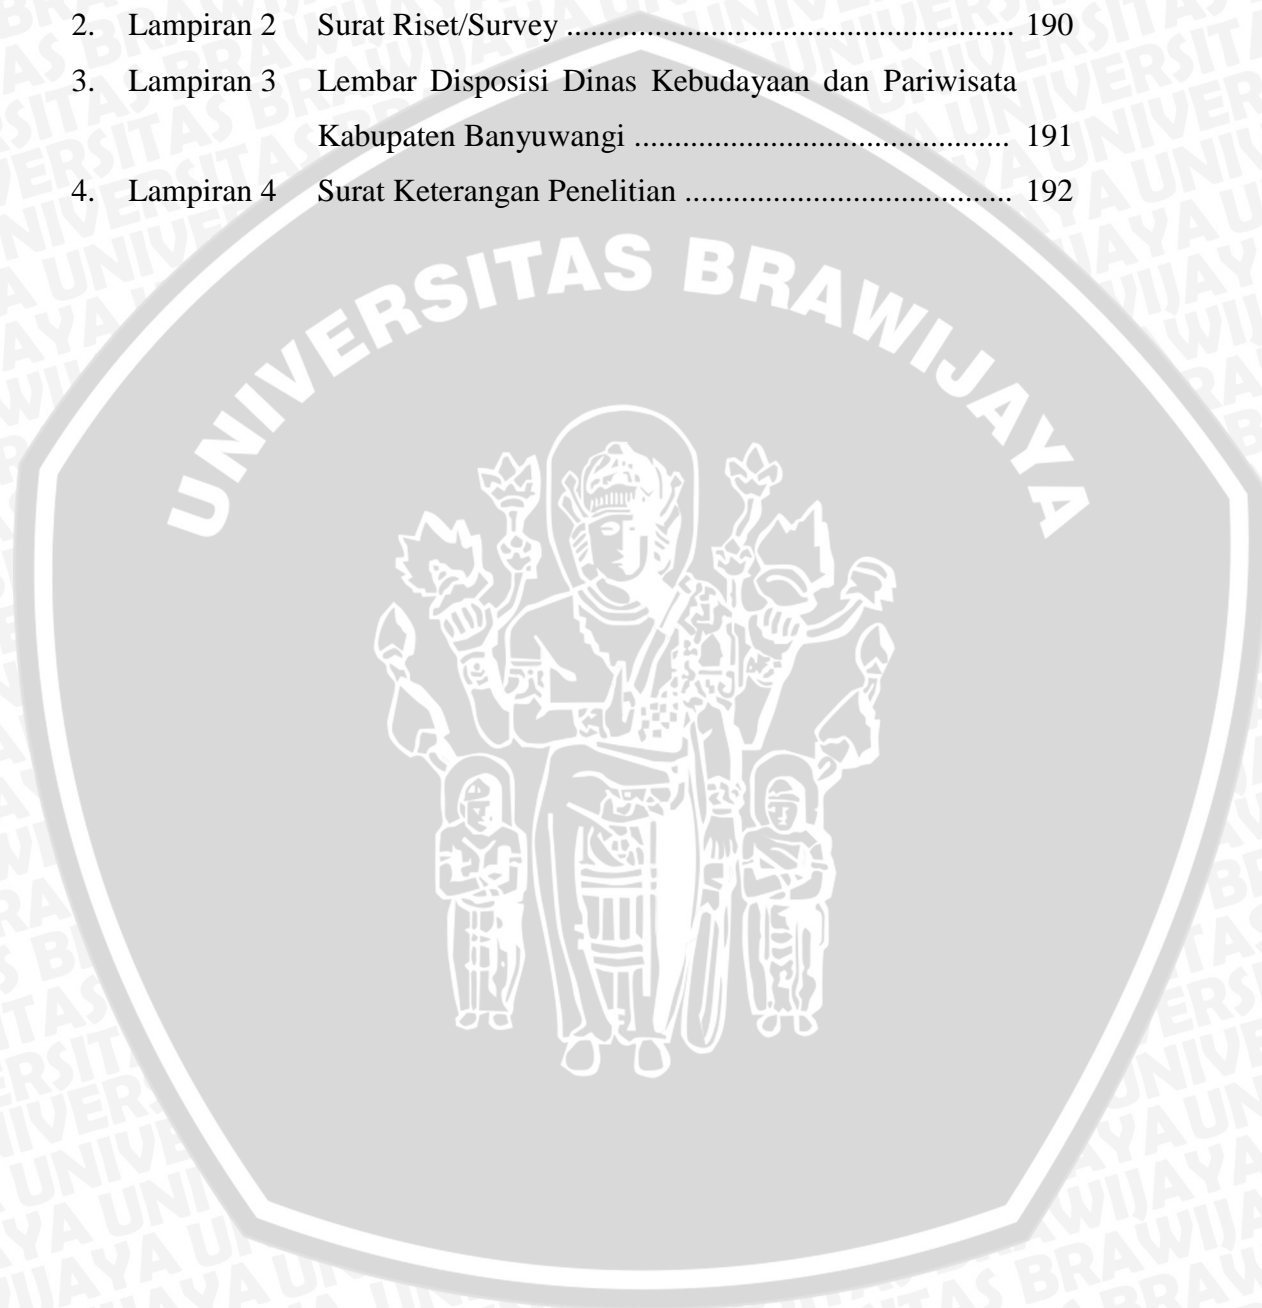 2. Lampiran 2 Surat Riset/Survey ........................................................ 190
3. Lampiran 3 Lembar Disposisi Dinas Kebudayaan dan Pariwisata
Kabupaten Banyuwangi ............................................... 191
4. Lampiran 4 Surat Keterangan Penelitian ......................................... 192
UNIVERSITAS BRAWIJAYA